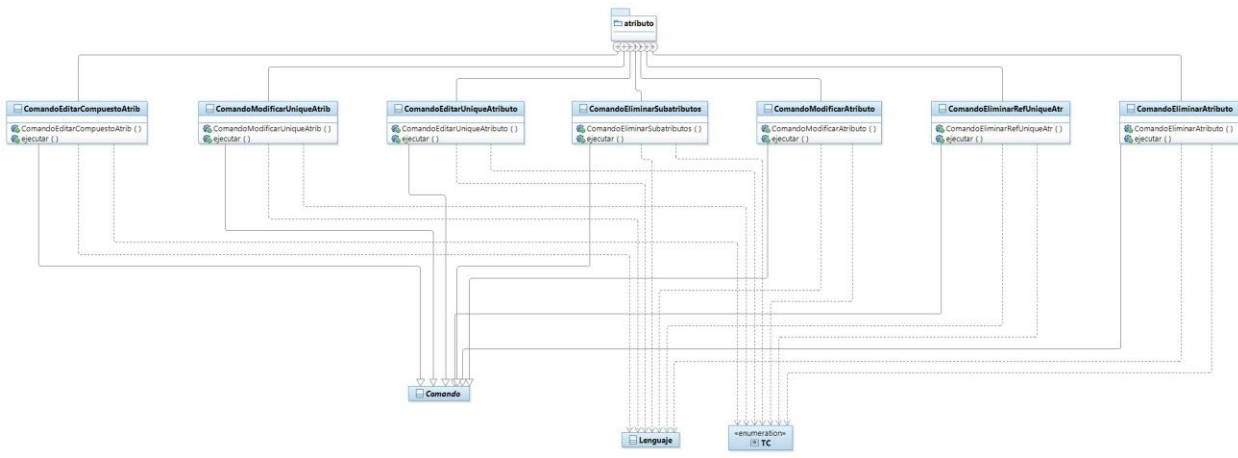 atributo
ComandoEditarCompuestoAtrib
ComandoEditarCompuestoAtrib ( )
ejecutar ( )
ComandoModificarUniqueAtrib
ComandoModificarUniqueAtrib ( )
ejecutar ( )
ComandoEditarUniqueAtributo
ComandoEditarUniqueAtributo ( )
ejecutar ( )
ComandoEliminarSubatributos
ComandoEliminarSubatributos ( )
ejecutar ( )
ComandoModificarAtributo
ComandoModificarAtributo ( )
ejecutar ( )
ComandoEliminarRefUniqueAtr
ComandoEliminarRefUniqueAtr ( )
ejecutar ( )
ComandoEliminarAtributo
ComandoEliminarAtributo ( )
ejecutar ( )
Comando
Lenguaje
«enumeration»
TC